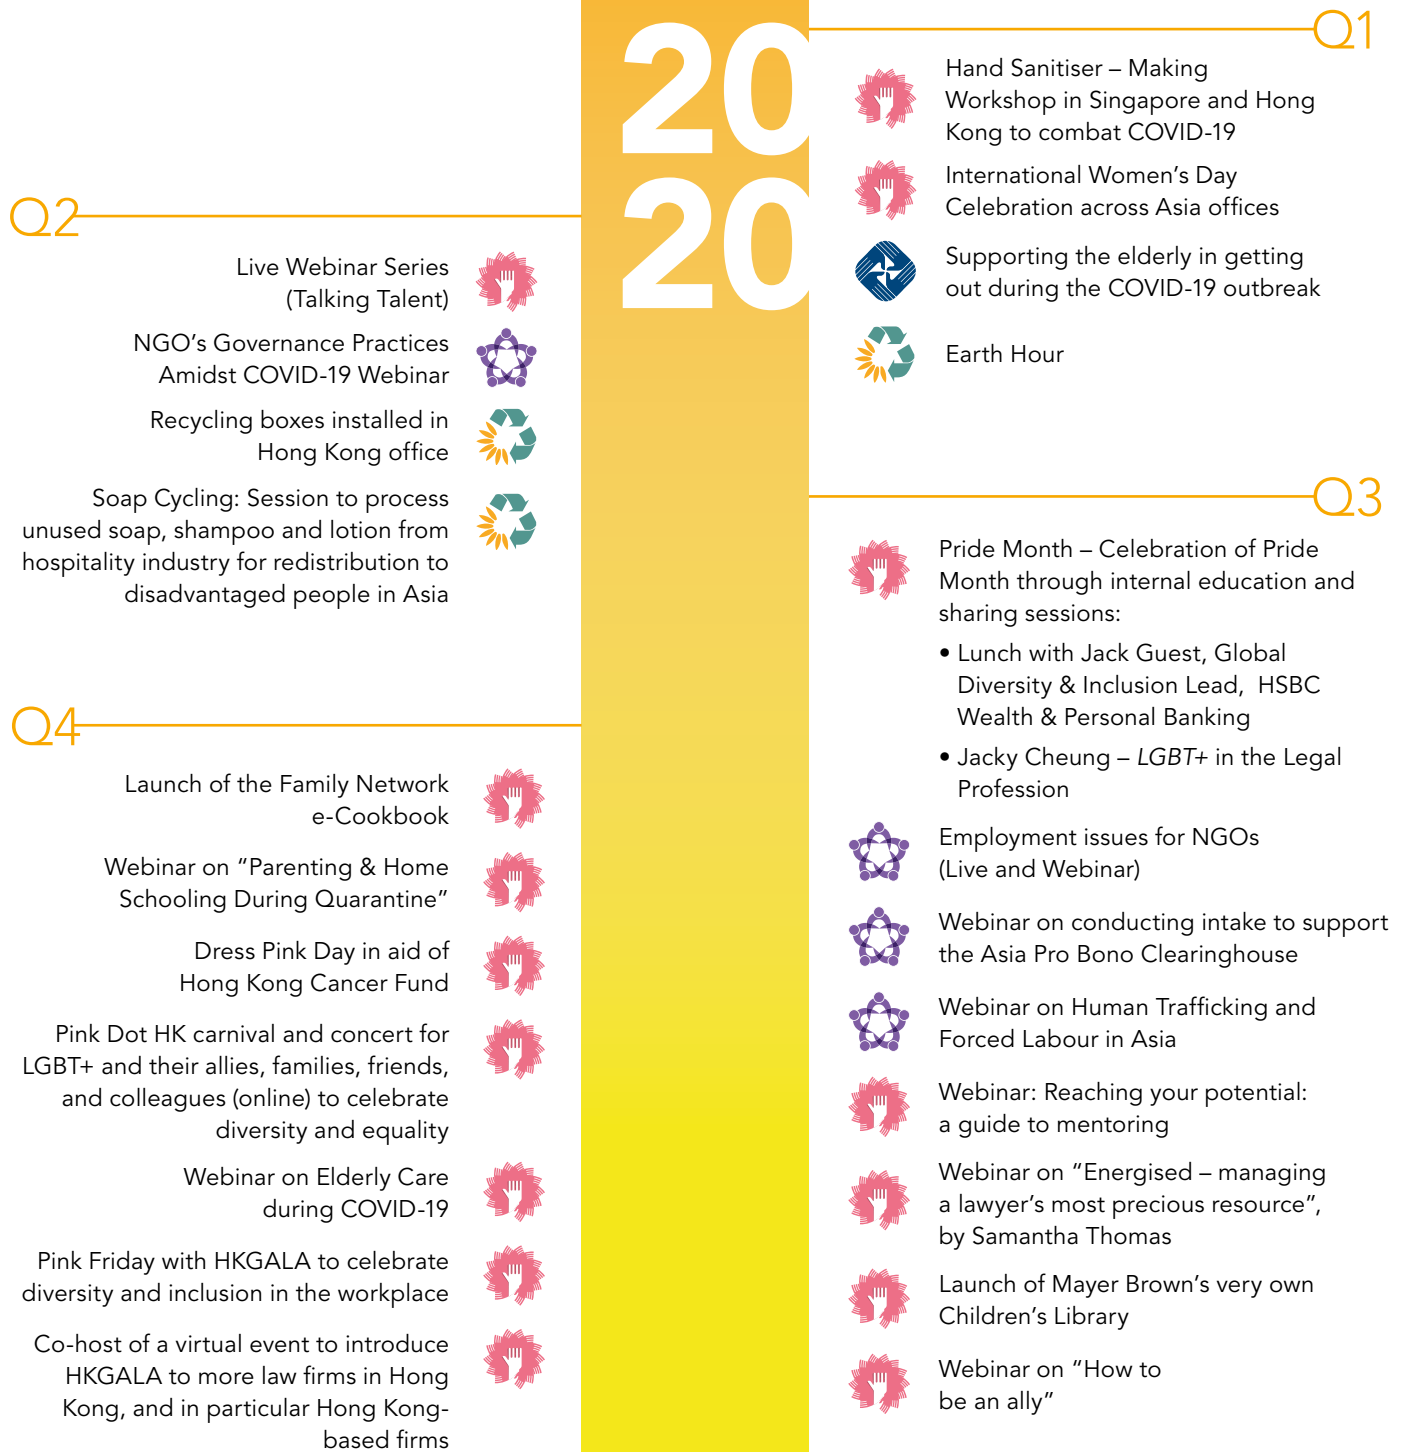 20
20
Q1
Hand Sanitiser – Making
Workshop in Singapore and Hong
Kong to combat COVID-19
International Women’s Day
Celebration across Asia offices
Supporting the elderly in getting
out during the COVID-19 outbreak
Earth Hour
Q2
Live Webinar Series
(Talking Talent)
NGO’s Governance Practices
Amidst COVID-19 Webinar
Recycling boxes installed in
Hong Kong office
Soap Cycling: Session to process
unused soap, shampoo and lotion from
hospitality industry for redistribution to
disadvantaged people in Asia
Q3
Pride Month – Celebration of Pride
Month through internal education and
sharing sessions:
• Lunch with Jack Guest, Global
Diversity & Inclusion Lead, HSBC
Wealth & Personal Banking
• Jacky Cheung – LGBT+ in the Legal
Profession
Employment issues for NGOs
(Live and Webinar)
Webinar on conducting intake to support
the Asia Pro Bono Clearinghouse
Webinar on Human Trafficking and
Forced Labour in Asia
Webinar: Reaching your potential:
a guide to mentoring
Webinar on “Energised – managing
a lawyer’s most precious resource”,
by Samantha Thomas
Launch of Mayer Brown’s very own
Children’s Library
Webinar on “How to
be an ally”
Q4
Launch of the Family Network
e-Cookbook
Webinar on “Parenting & Home
Schooling During Quarantine”
Dress Pink Day in aid of
Hong Kong Cancer Fund
Pink Dot HK carnival and concert for
LGBT+ and their allies, families, friends,
and colleagues (online) to celebrate
diversity and equality
Webinar on Elderly Care
during COVID-19
Pink Friday with HKGALA to celebrate
diversity and inclusion in the workplace
Co-host of a virtual event to introduce
HKGALA to more law firms in Hong
Kong, and in particular Hong Kong-
based firms